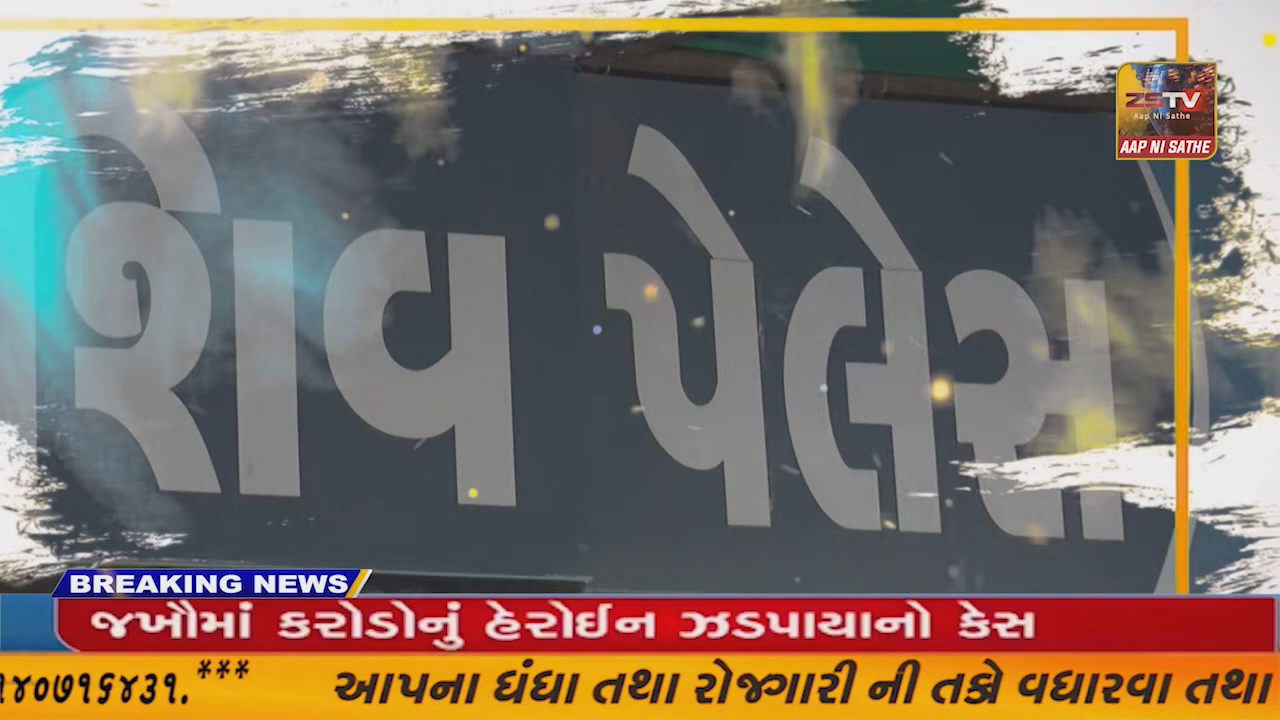 ZSTV
Aap Ni Sathe
AAP NI SATHE
શિવ પેલેસ
BREAKING NEWS
જખૌમાં કરોડોનું હેરોઈન ઝડપાયાનો કેસ
૪૦૭૧૬૪૩૧.*** આપના ધંધા તથા રોજગારી ની તકો વધારવા તથા